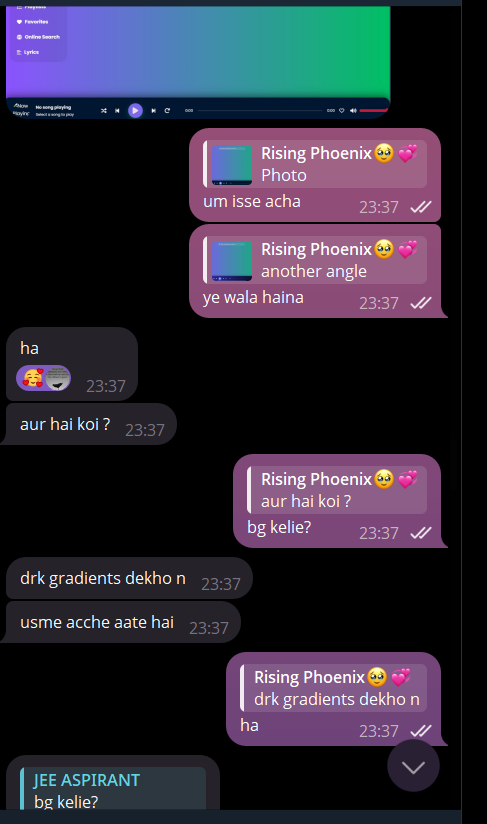 Favorites
Online Search
Lyrics
No song playing
Select a song to play
0:00
0:00
Rising Phoenix🥹💞
Photo
um isse acha
23:37
Rising Phoenix🥹💞
another angle
ye wala haina
23:37
ha
23:37
aur hai koi ?
23:37
Rising Phoenix🥹💞
aur hai koi ?
bg kelie?
23:37
drk gradients dekho n
23:37
usme acche aate hai
23:37
Rising Phoenix🥹💞
drk gradients dekho n
ha
23:37
JEE ASPIRANT
bg kelie?